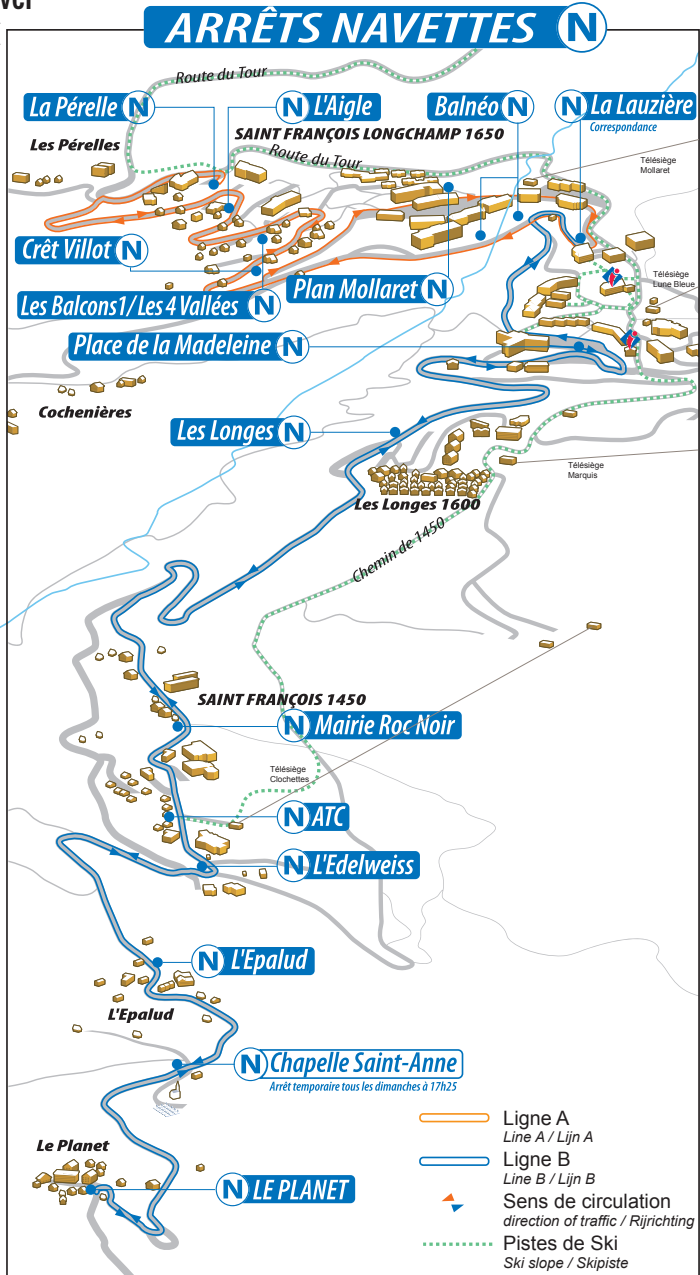 ARRÊTS NAVETTES N
Route du Tour
La Pérelle N
N L'Aigle
Balnéo N
N La Lauzière
Correspondance
Les Pérelles
SAINT FRANÇOIS LONGCHAMP 1650
Route du Tour
Télésiège
Mollaret
Crêt Villot N
Les Balcons1/Les 4 Vallées N
Plan Mollaret N
Télésiège
Lune Bleue
Place de la Madeleine N
Cochenières
Les Longes N
Télésiège
Marquis
Les Longes 1600
Chemin de 1450
SAINT FRANÇOIS 1450
N Mairie Roc Noir
Télésiège
Clochettes
N ATC
N L'Edelweiss
N L'Epalud
L'Epalud
N Chapelle Saint-Anne
Arrêt temporaire tous les dimanches à 17h25
Le Planet
N LE PLANET
Ligne A
Line A / Lijn A
Ligne B
Line B / Lijn B
Sens de circulation
direction of traffic / Rijrichting
Pistes de Ski
Ski slope / Skipiste